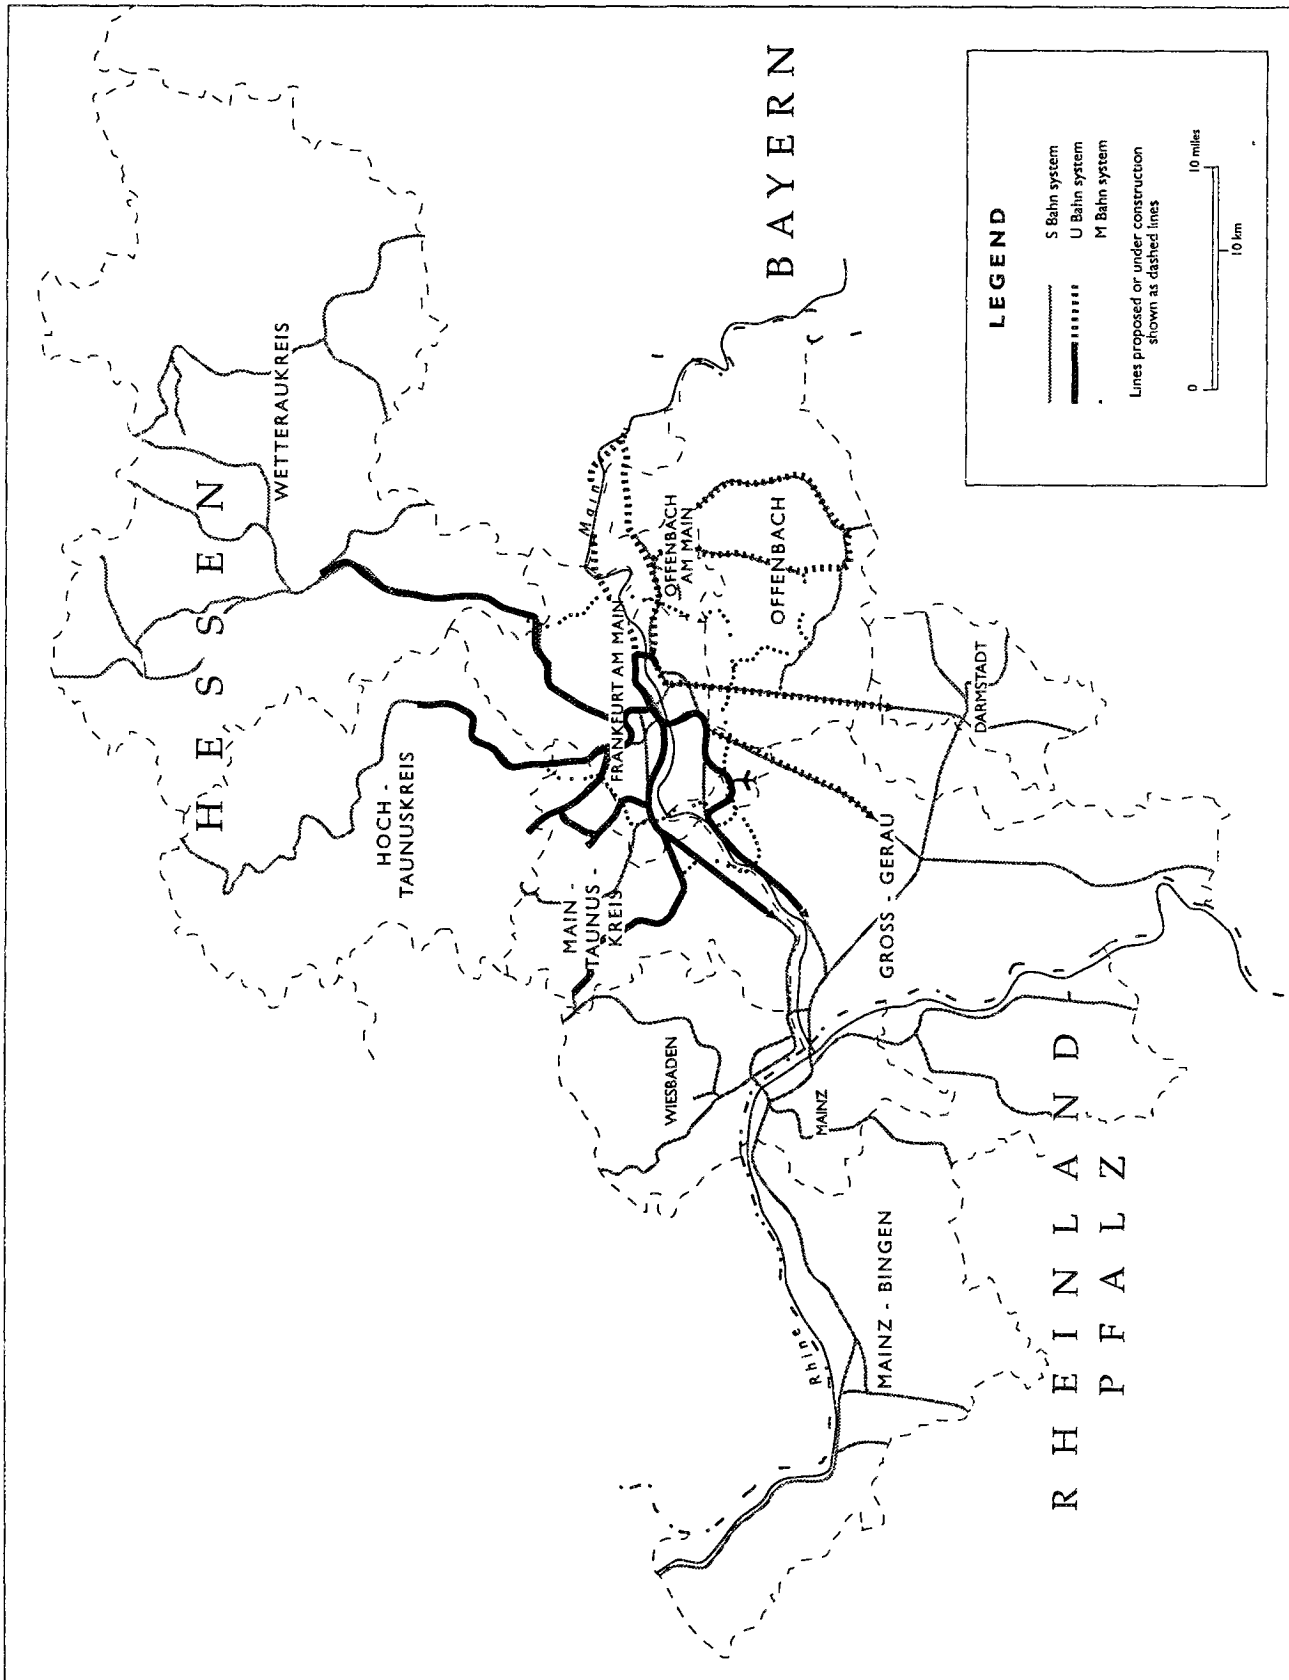 HESSEN
WETTERAUKREIS
HOCH -
TAUNUSKREIS
MAIN -
TAUNUS -
KREIS
Main
FRANKFURT AM MAIN
WIESBADEN
OFFENBACH
AM MAIN
OFFENBACH
BAYERN
Rhine
MAINZ
MAINZ - BINGEN
GROSS - GERAU
DARMSTADT
RHEINLAND
PFALZ
LEGEND
S Bahn system
U Bahn system
M Bahn system
Lines proposed or under construction
shown as dashed lines
0 10 miles
10 km